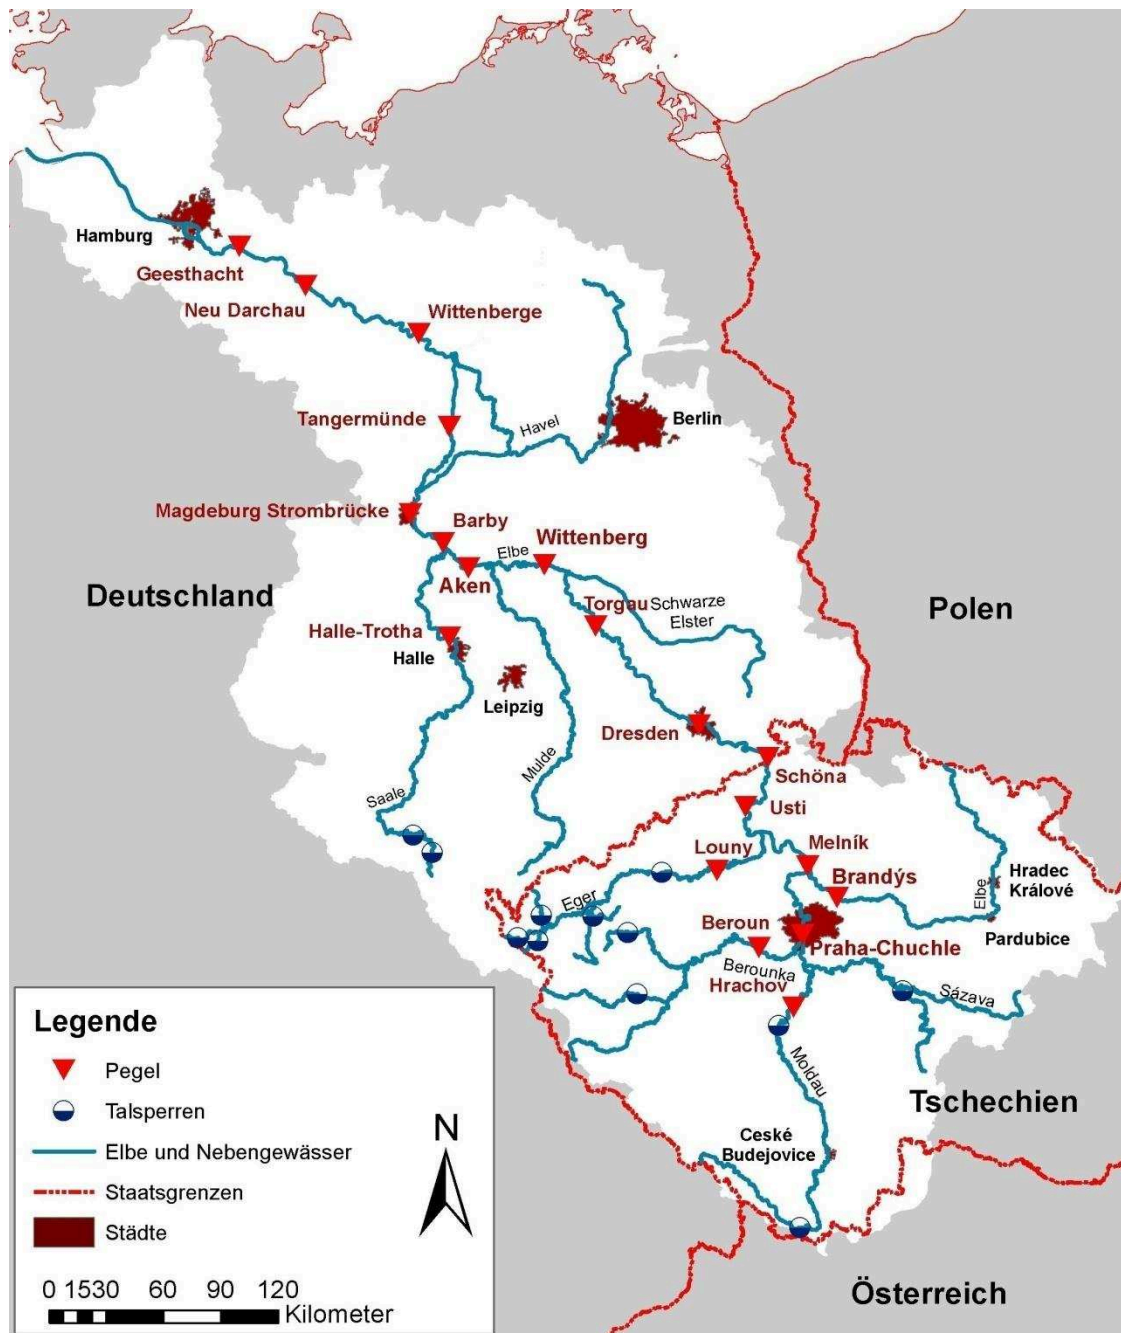 Hamburg
Geesthacht
Neu Darchau
Wittenberge
Tangermünde
Havel
Berlin
Magdeburg Strombrücke
Barby
Wittenberg
Elbe
Aken
Deutschland
Polen
Torgau
Schwarze
Elster
Halle-Trotha
Halle
Leipzig
Dresden
Mulde
Schöna
Saale
Usti
Louny
Melník
Brandýs
Hradec
Králové
Elbe
Eger
Beroun
Praha-Chuchle
Pardubice
Berounka
Hrachov
Sázava
Moldau
Tschechien
Ceské
Budejovice
Österreich
Legende
Pegel
Talsperren
Elbe und Nebengewässer
Staatsgrenzen
Städte
N
0 1530 60 90 120
Kilometer